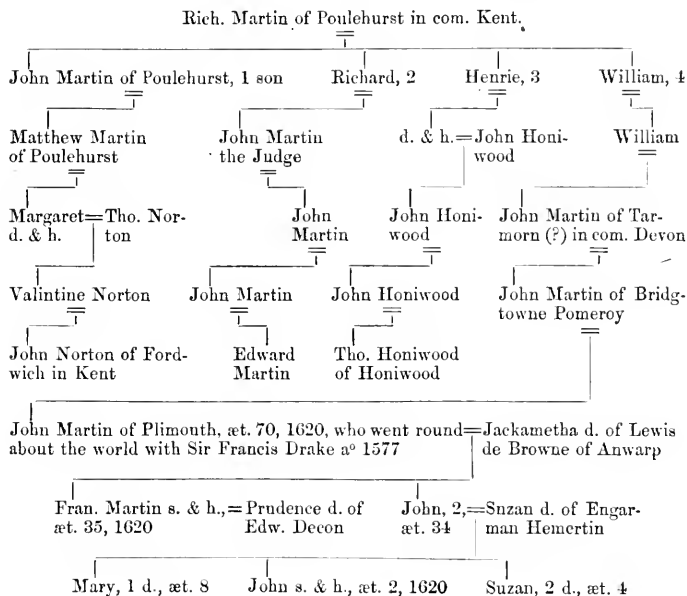 Rich. Martin of Poulehurst in com. Kent.
John Martin of Poulehurst, 1 son Richard, 2 Henrie, 3 William, 4
Matthew Martin John Martin d. & h.=John Honi- William
of Poulehurst the Judge wood
Margaret=Tho. Nor- John John Honi- John Martin of Tar-
d. & h. ton Martin wood morn (?) in com. Devon
Valintine Norton John Martin John Honiwood John Martin of Bridg-
towne Pomeroy
John Norton of Ford- Edward Tho. Honiwood
wich in Kent Martin of Honiwood
John Martin of Plimouth, æt. 70, 1620, who went round=Jackametha d. of Lewis
about the world with Sir Francis Drake aº 1577 de Browne of Anwarp
Fran. Martin s. & h.,=Prudence d. of John, 2,=Snzan d. of Engar-
æt. 35, 1620 Edw. Decon æt. 34 man Hemertin
Mary, 1 d., æt. 8 John s. & h., æt. 2, 1620 Suzan, 2 d., æt. 4